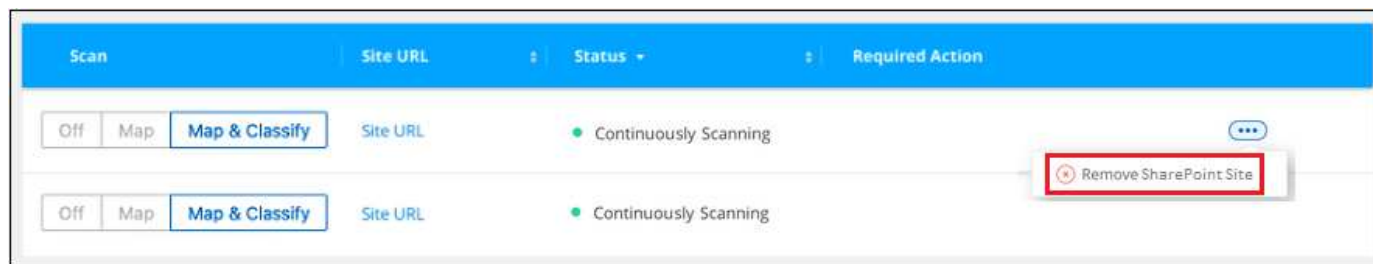 Scan Site URL Status Required Action
Off Map Map & Classify Site URL Continuously Scanning
Remove SharePoint Site
Off Map Map & Classify Site URL Continuously Scanning